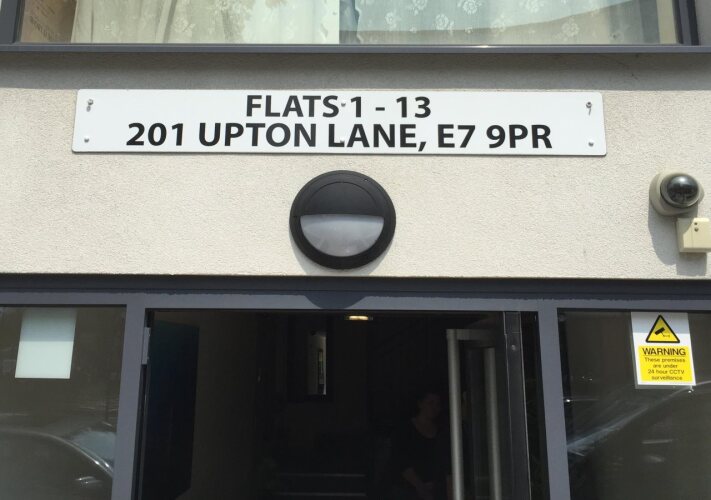 FLATS 1 - 13
201 UPTON LANE, E7 9PR
WARNING
These premises
are under
24 hour CCTV
surveillance